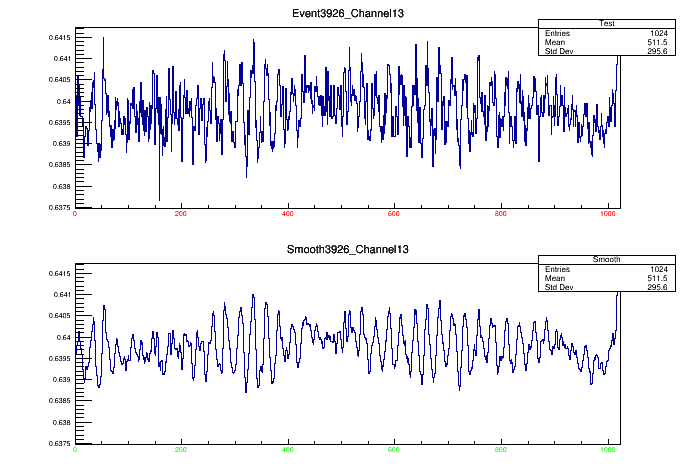 Event3926_Channel13
Test
Entries 1024
Mean 511.5
Std Dev 295.6
0.6415
0.641
0.6405
0.64
0.6395
0.639
0.6385
0.638
0.6375
0 200 400 600 800 1000
Smooth3926_Channel13
Smooth
Entries 1024
Mean 511.5
Std Dev 295.6
0.6415
0.641
0.6405
0.64
0.6395
0.639
0.6385
0.638
0.6375
0 200 400 600 800 1000